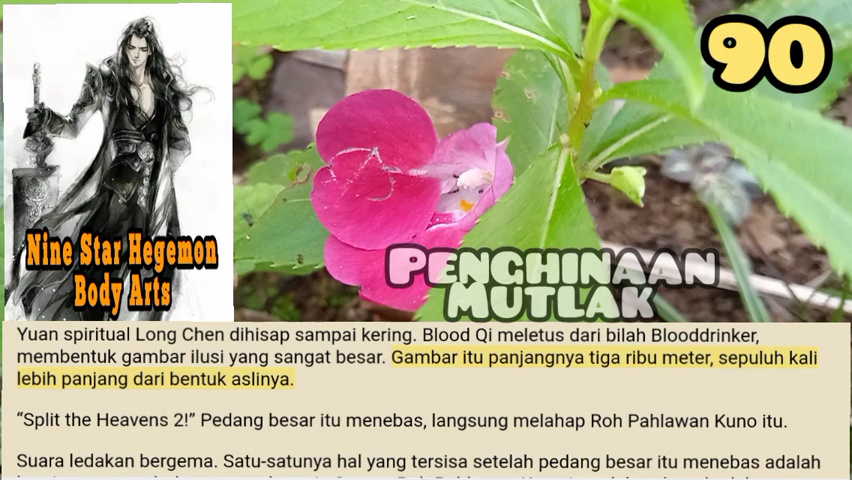 90
Nine Star Hegemon
Body Arts
PENGHINAAN
MUTLAK
Yuan spiritual Long Chen dihisap sampai kering. Blood Qi meletus dari bilah Blooddrinker,
membentuk gambar ilusi yang sangat besar. Gambar itu panjangnya tiga ribu meter, sepuluh kali
lebih panjang dari bentuk aslinya.
“Split the Heavens 2!” Pedang besar itu menebas, langsung melahap Roh Pahlawan Kuno itu.
Suara ledakan bergema. Satu-satunya hal yang tersisa setelah pedang besar itu menebas adalah